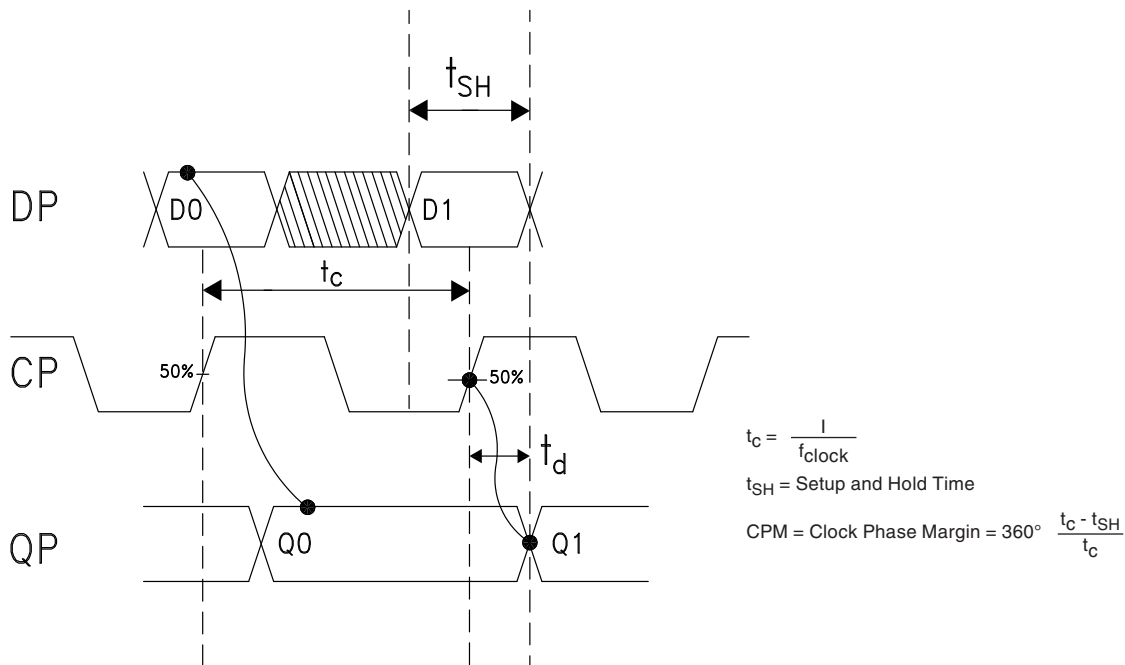 tSH
DP
D0
D1
tc
CP
50%
50%
td
QP
Q0
Q1
tc = I / fclock
tSH = Setup and Hold Time
CPM = Clock Phase Margin = 360° tc - tSH / tc